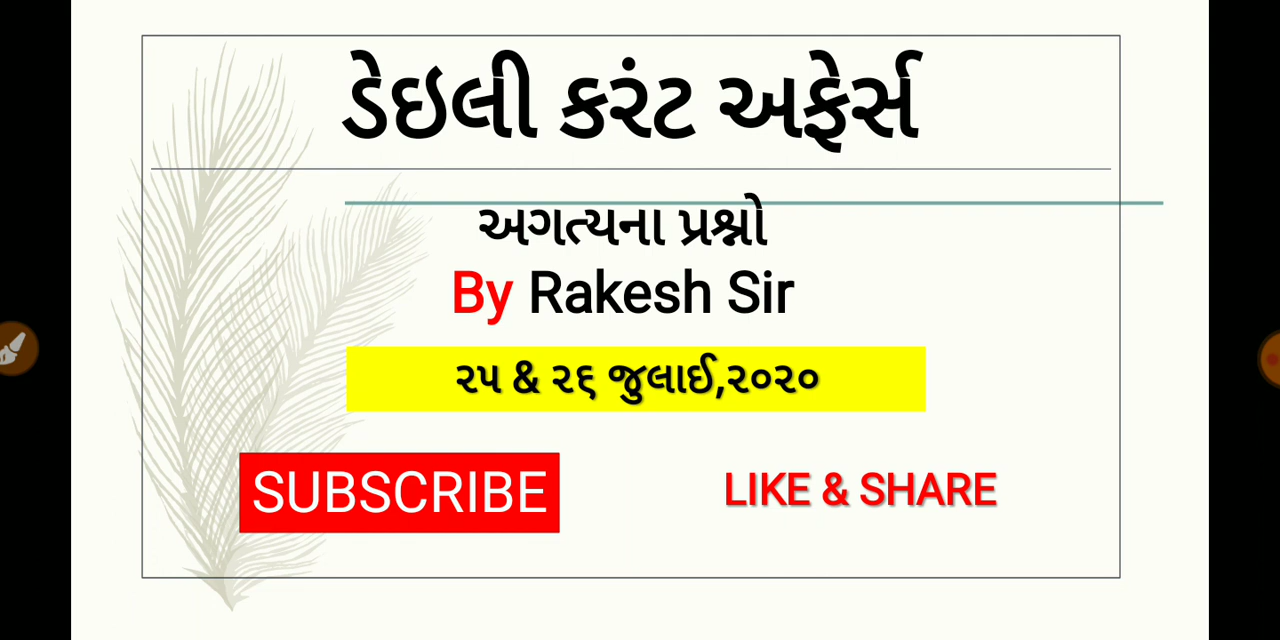 ડેઇલી કરંટ અફેર્સ
અગત્યના પ્રશ્નો
By Rakesh Sir
૨૫ & ૨૬ જુલાઈ,૨૦૨૦
SUBSCRIBE
LIKE & SHARE